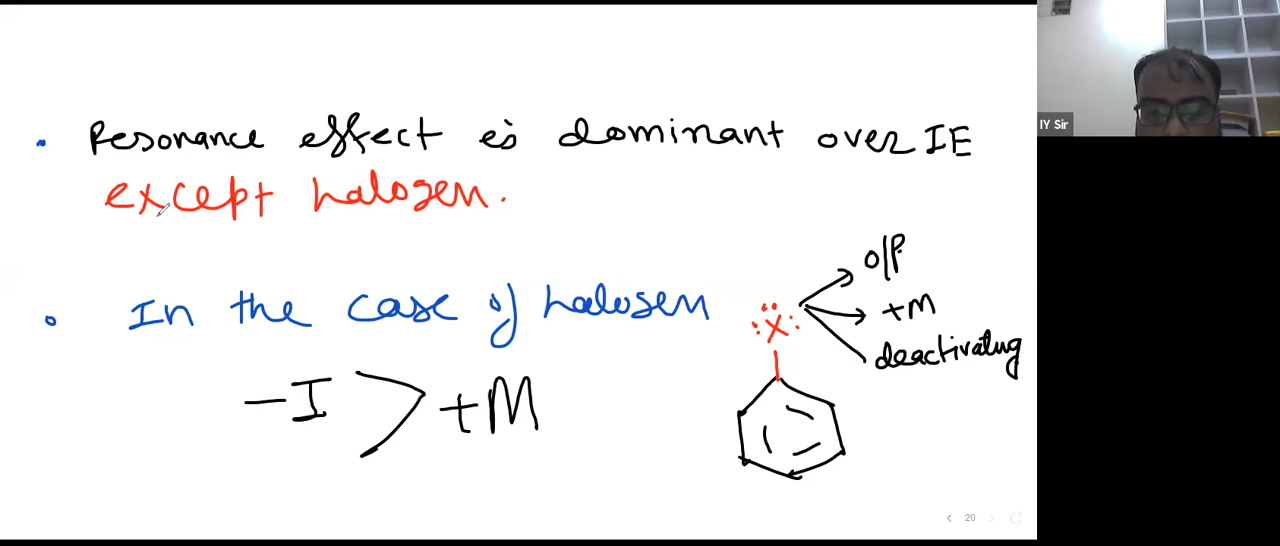 • Resonance effect is dominant over IE
except halogen.
• In the case of halogen
-I > +M
X
o/p
+M
deactivating
IY Sir
20